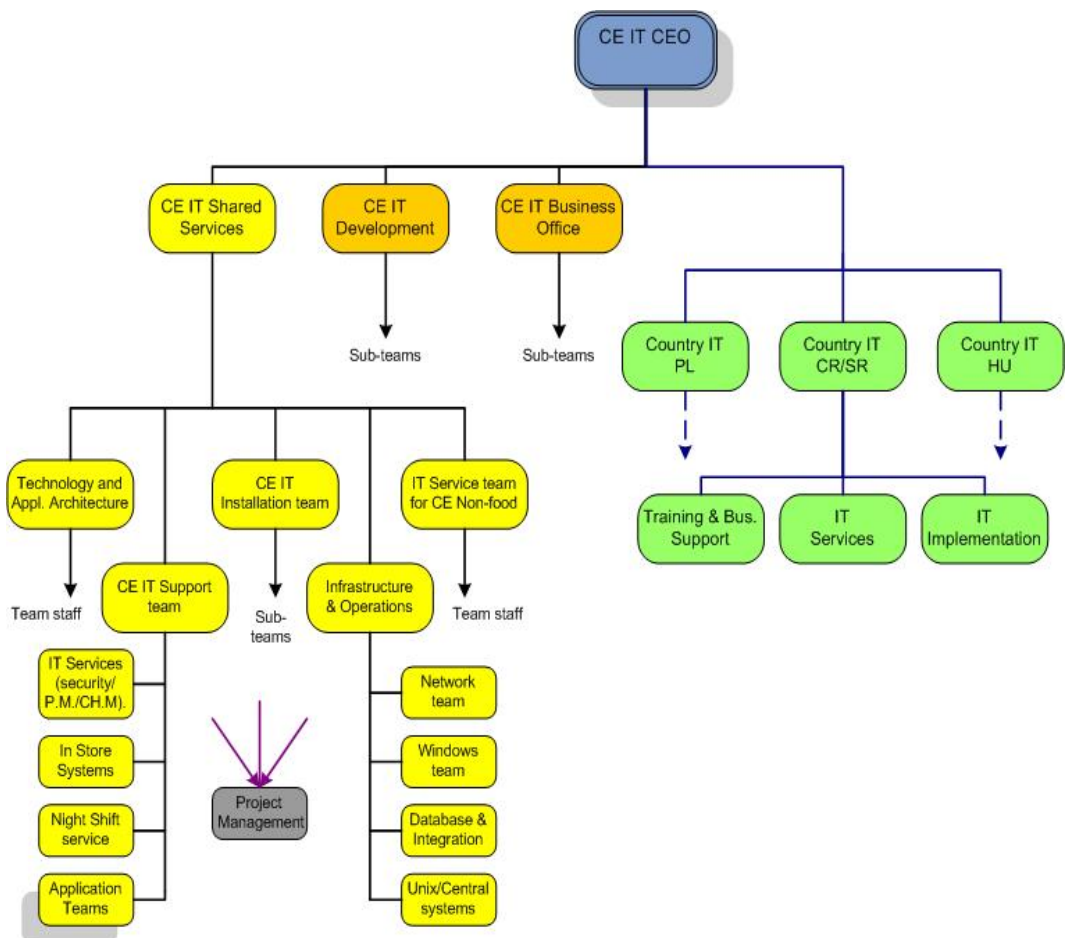 CE IT CEO
CE IT Shared
Services
CE IT
Development
CE IT Business
Office
Sub-teams
Sub-teams
Country IT
PL
Country IT
CR/SR
Country IT
HU
Technology and
Appl. Architecture
CE IT
Installation team
IT Service team
for CE Non-food
Training & Bus.
Support
IT
Services
IT
Implementation
Team staff
CE IT Support
team
Sub-
teams
Infrastructure
& Operations
Team staff
IT Services
(security/
P.M./CH.M).
In Store
Systems
Night Shift
service
Application
Teams
Project
Management
Network
team
Windows
team
Database &
Integration
Unix/Central
systems